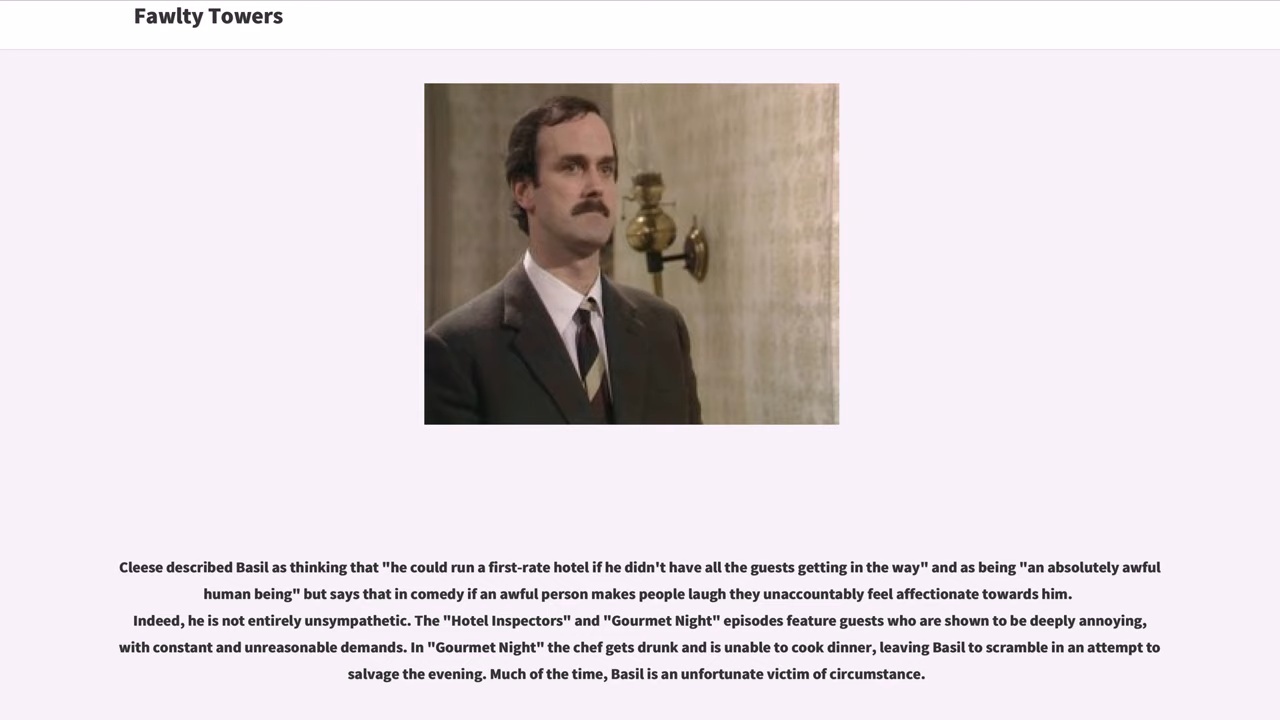 Fawlty Towers
Cleese described Basil as thinking that "he could run a first-rate hotel if he didn't have all the guests getting in the way" and as being "an absolutely awful
human being" but says that in comedy if an awful person makes people laugh they unaccountably feel affectionate towards him.
Indeed, he is not entirely unsympathetic. The "Hotel Inspectors" and "Gourmet Night" episodes feature guests who are shown to be deeply annoying,
with constant and unreasonable demands. In "Gourmet Night" the chef gets drunk and is unable to cook dinner, leaving Basil to scramble in an attempt to
salvage the evening. Much of the time, Basil is an unfortunate victim of circumstance.